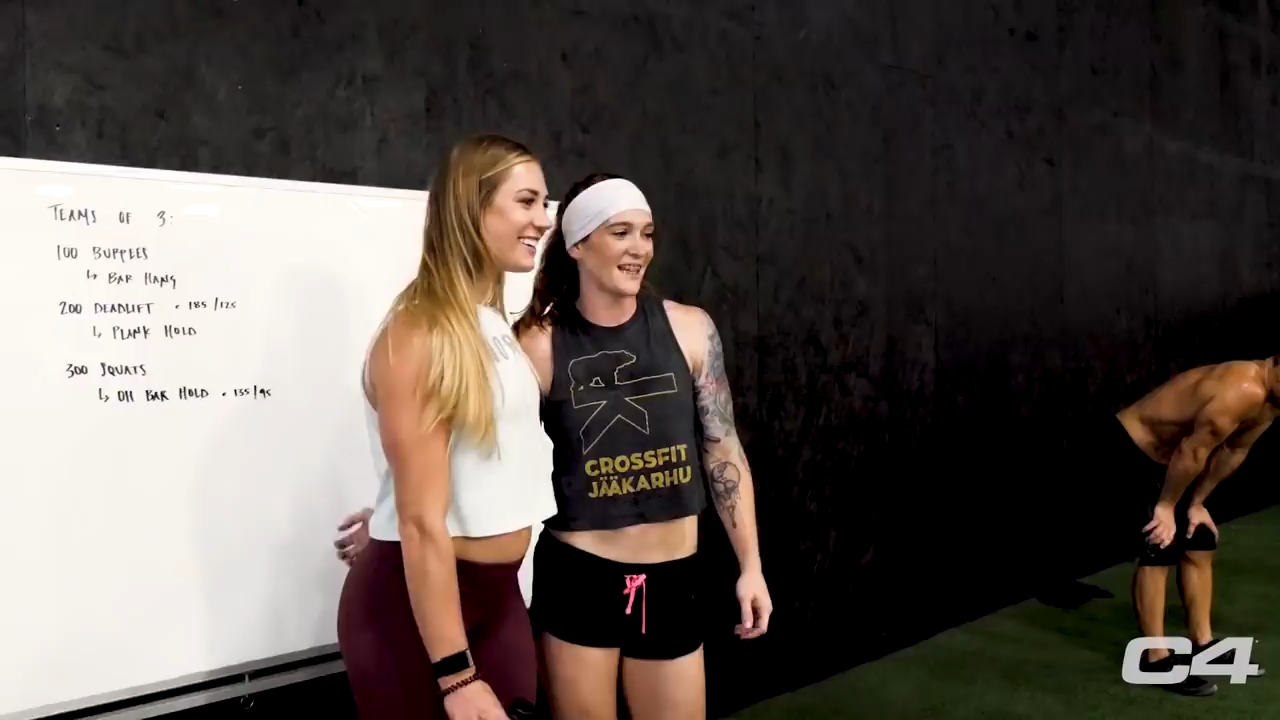 TEAMS OF 3:
100 BURPEES
↳ BAR HANG
200 DEADLIFT • 185/125
↳ PLANK HOLD
300 SQUATS
↳ OH BAR HOLD • 135/95
CROSSFIT
JÄÄKARHU
C4